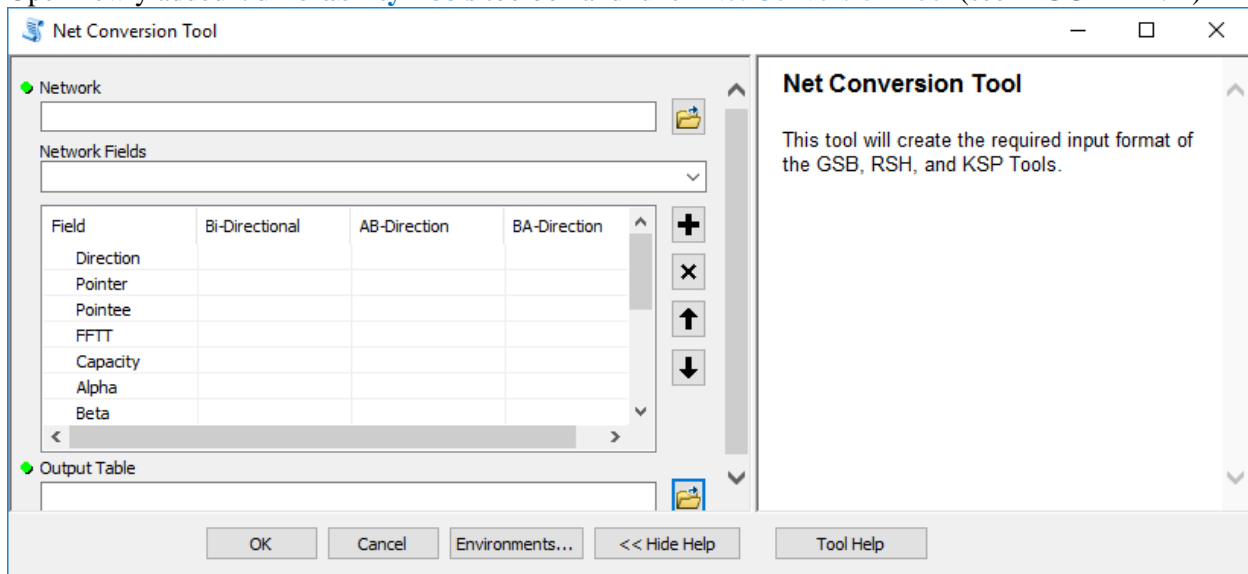 Net Conversion Tool
Network
Network Fields
Field Bi-Directional AB-Direction BA-Direction
Direction
Pointer
Pointee
FFTT
Capacity
Alpha
Beta
Output Table
OK Cancel Environments... << Hide Help Tool Help
Net Conversion Tool
This tool will create the required input format of
the GSB, RSH, and KSP Tools.